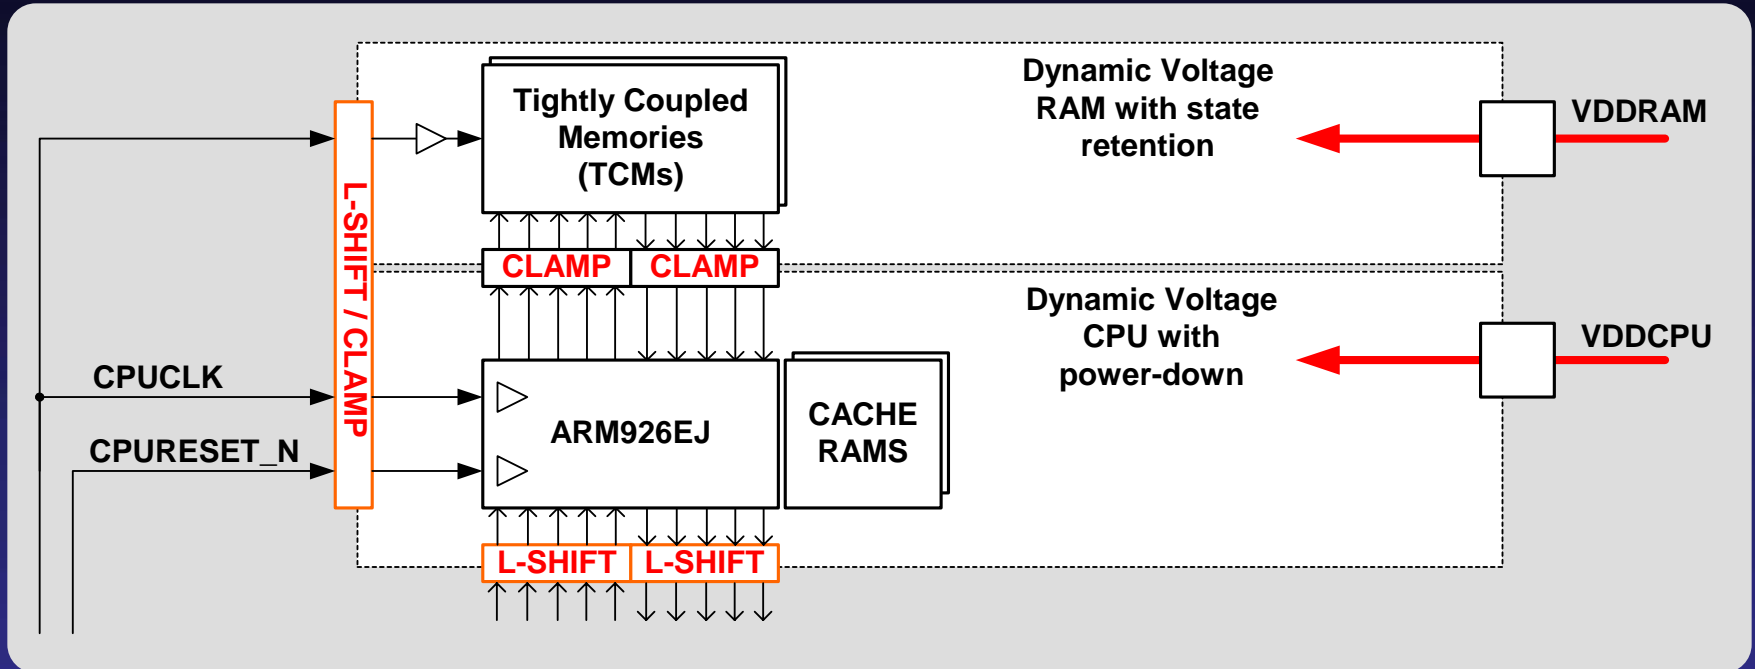 Tightly Coupled
Memories
(TCMs)
Dynamic Voltage
RAM with state
retention
VDDRAM
L-SHIFT / CLAMP
CLAMP
CLAMP
Dynamic Voltage
CPU with
power-down
VDDCPU
CPUCLK
CPURESET_N
ARM926EJ
CACHE
RAMS
L-SHIFT
L-SHIFT